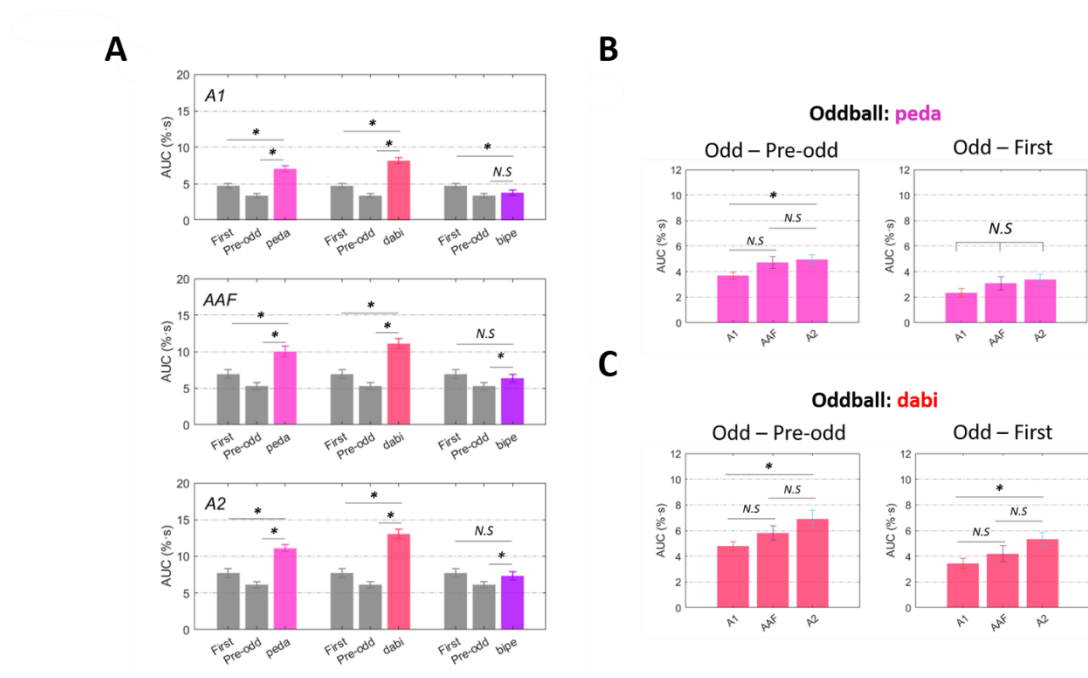 A
20
15
10
5
0
AUC (%·s)
A1
*
*
*
*
*
N.S
First Pre-odd peda First Pre-odd dabi First Pre-odd bipe
20
15
10
5
0
AUC (%·s)
AAF
*
*
*
*
N.S
*
First Pre-odd peda First Pre-odd dabi First Pre-odd bipe
20
15
10
5
0
AUC (%·s)
A2
*
*
*
*
N.S
*
First Pre-odd peda First Pre-odd dabi First Pre-odd bipe
B
Oddball: peda
Odd – Pre-odd
12
10
8
6
4
2
0
AUC (%·s)
*
N.S
N.S
A1 AAF A2
Odd – First
12
10
8
6
4
2
0
AUC (%·s)
N.S
A1 AAF A2
C
Oddball: dabi
Odd – Pre-odd
12
10
8
6
4
2
0
AUC (%·s)
*
N.S
N.S
A1 AAF A2
Odd – First
12
10
8
6
4
2
0
AUC (%·s)
*
N.S
N.S
A1 AAF A2